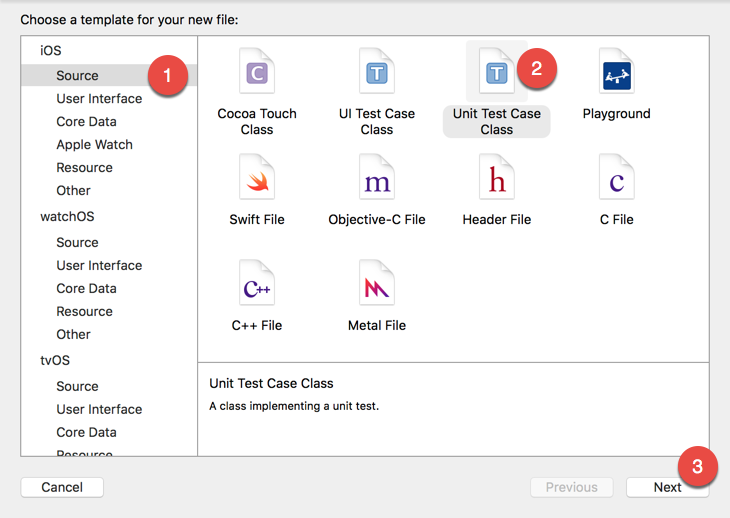 Choose a template for your new file:
iOS
Source
1
User Interface
Core Data
Apple Watch
Resource
Other
watchOS
Source
User Interface
Core Data
Resource
Other
tvOS
Source
User Interface
Core Data
Resource
C
T
T
2
Cocoa Touch
Class
UI Test Case
Class
Unit Test Case
Class
Playground
m
h
c
Swift File
Objective-C File
Header File
C File
C++
C++ File
Metal File
Unit Test Case Class
A class implementing a unit test.
3
Cancel
Previous
Next